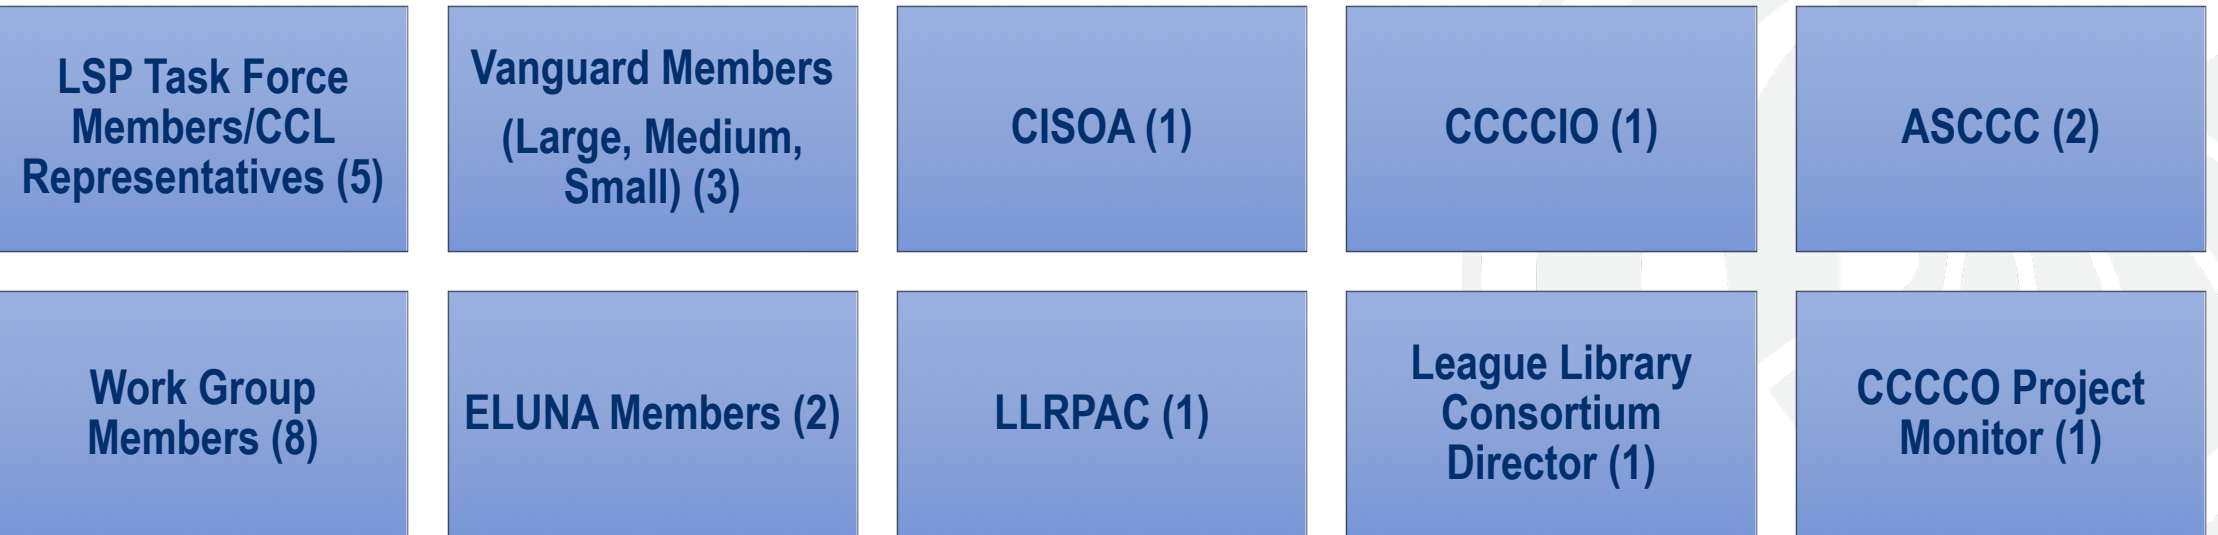 LSP Task Force
Members/CCL
Representatives (5)
Vanguard Members
(Large, Medium,
Small) (3)
CISOA (1)
CCCCIO (1)
ASCCC (2)
Work Group
Members (8)
ELUNA Members (2)
LLRPAC (1)
League Library
Consortium
Director (1)
CCCCO Project
Monitor (1)